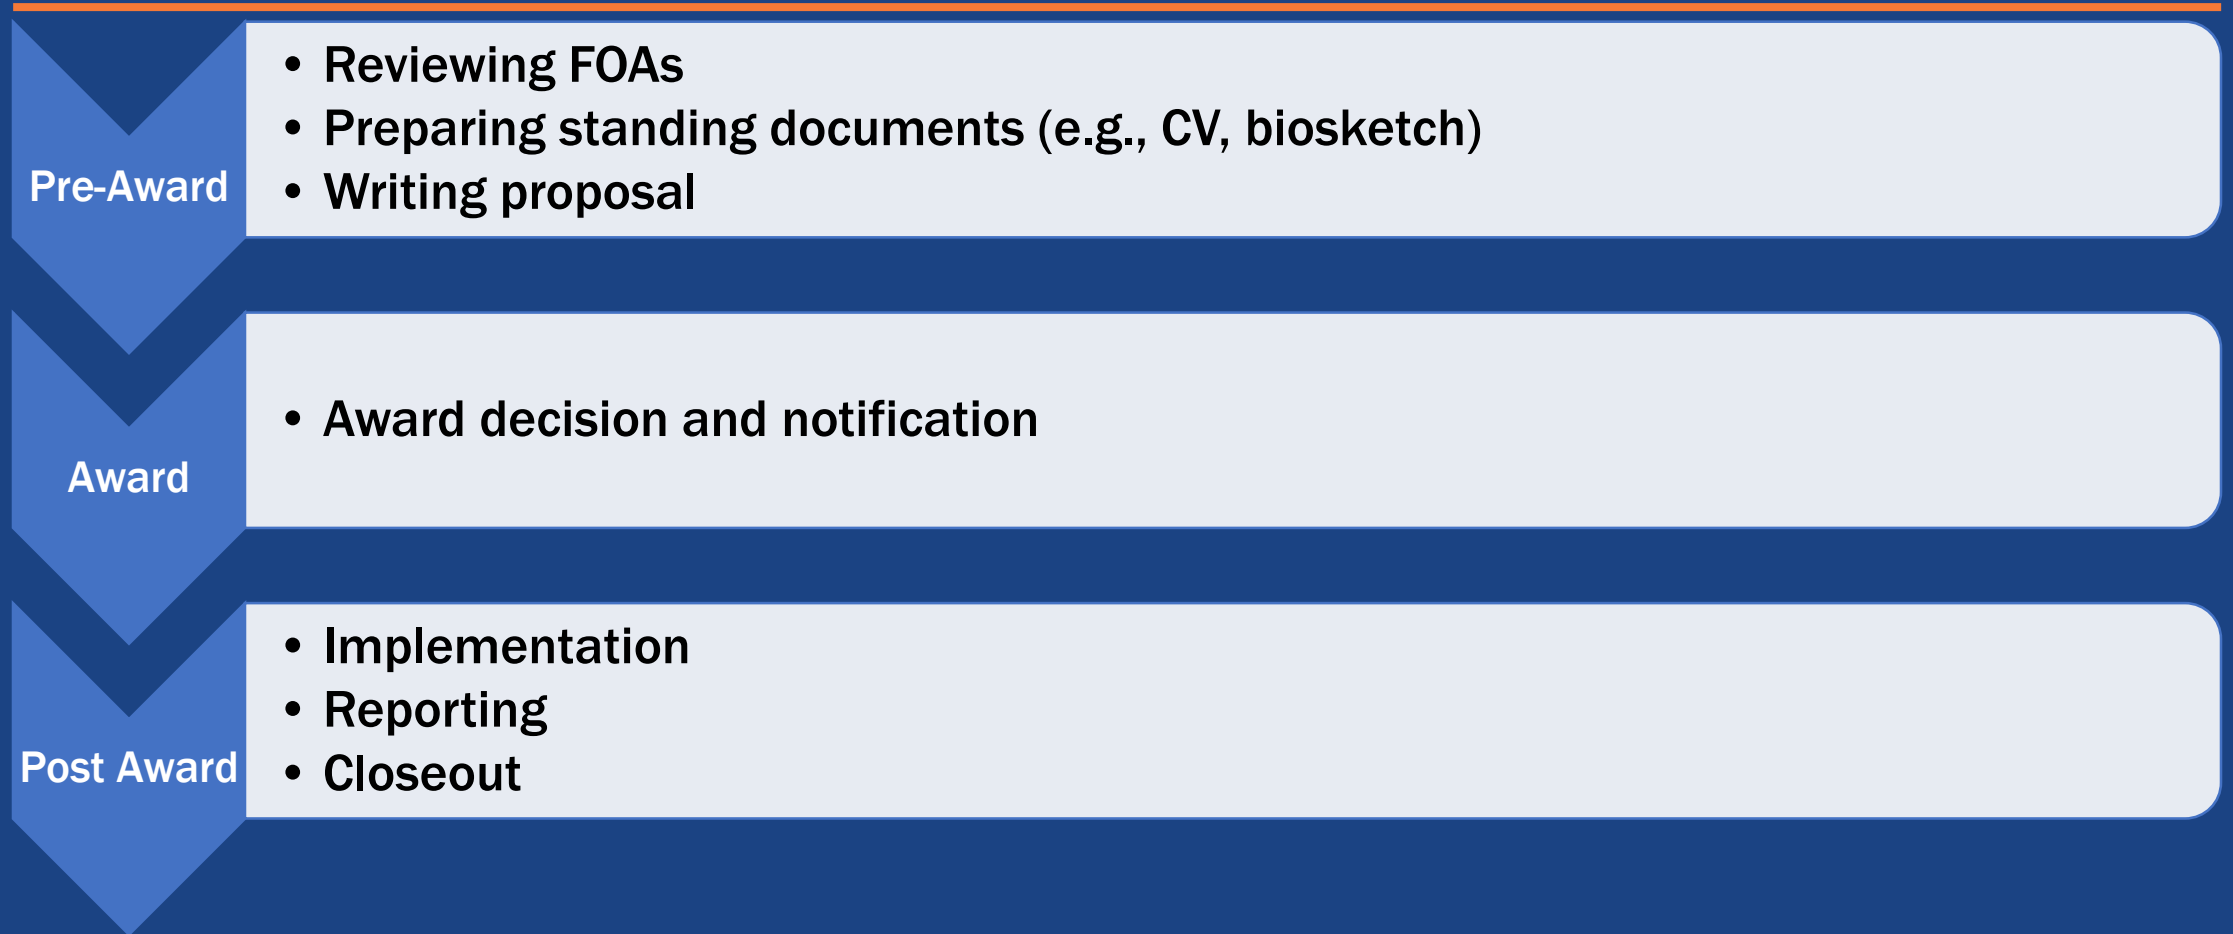 Pre-Award
• Reviewing FOAs
• Preparing standing documents (e.g., CV, biosketch)
• Writing proposal
Award
• Award decision and notification
Post Award
• Implementation
• Reporting
• Closeout